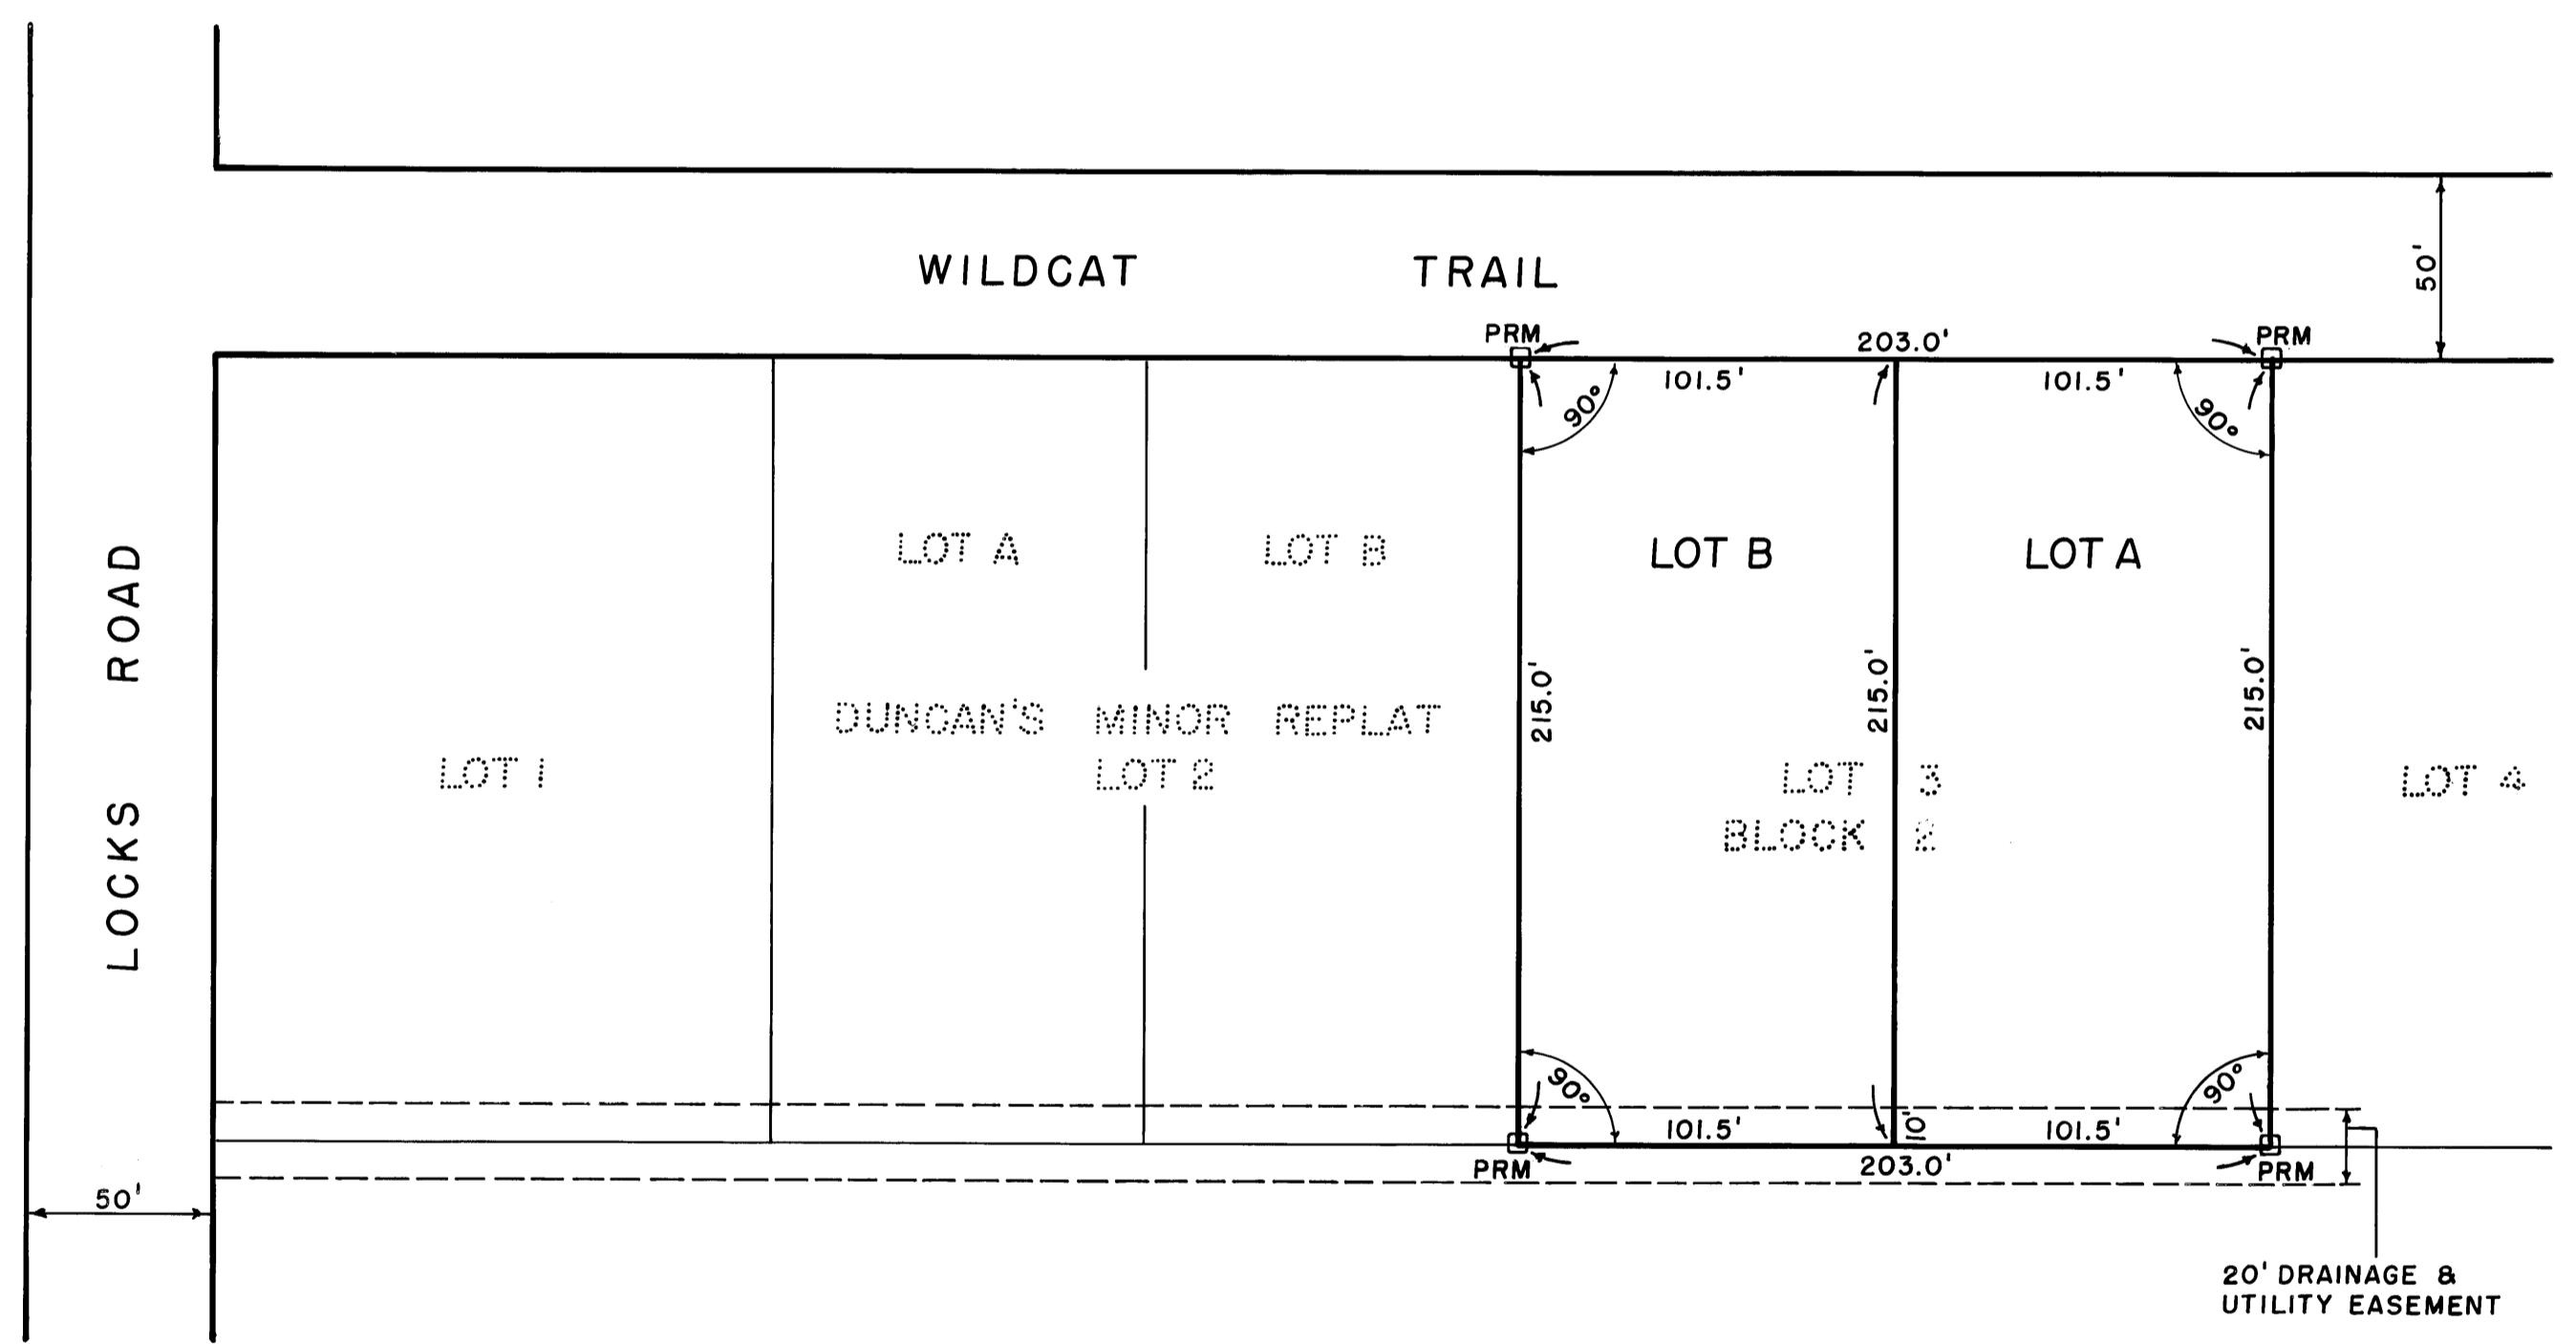 WILDCAT TRAIL
50'
PRM
203.0'
PRM
101.5'
101.5'
90°
90°
LOT A
LOT B
LOT B
LOT A
LOCKS ROAD
215.0'
215.0'
215.0'
DUNCAN'S MINOR REPLAT
LOT 1
LOT 2
LOT 3
LOT 4
BLOCK 2
90°
90°
101.5'
10'
101.5'
PRM
203.0'
PRM
50'
20' DRAINAGE &
UTILITY EASEMENT